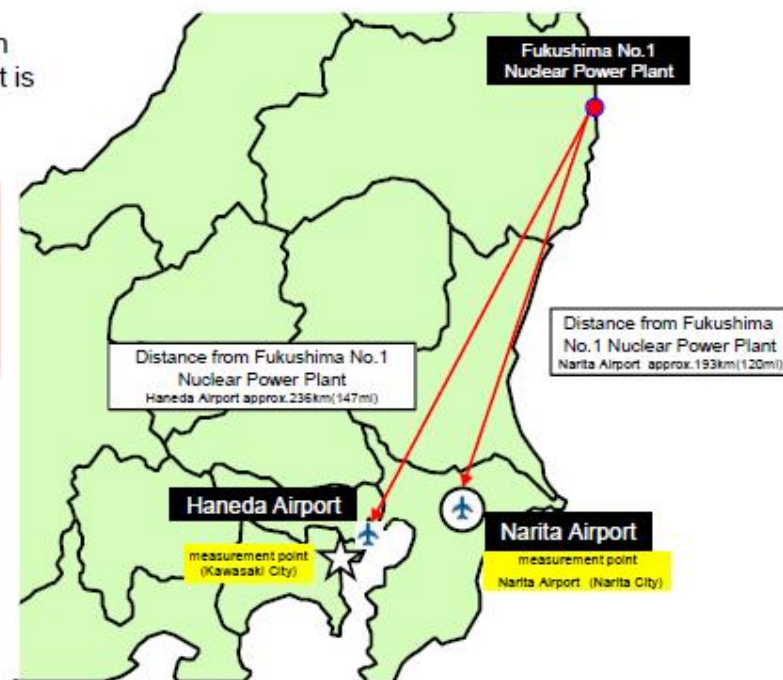 t is
Fukushima No.1
Nuclear Power Plant
Distance from Fukushima
No.1 Nuclear Power Plant
Narita Airport approx.193km(120mi)
Distance from Fukushima No.1
Nuclear Power Plant
Haneda Airport approx.236km(147mi)
Haneda Airport
measurement point
(Kawasaki City)
Narita Airport
measurement point
Narita Airport (Narita City)